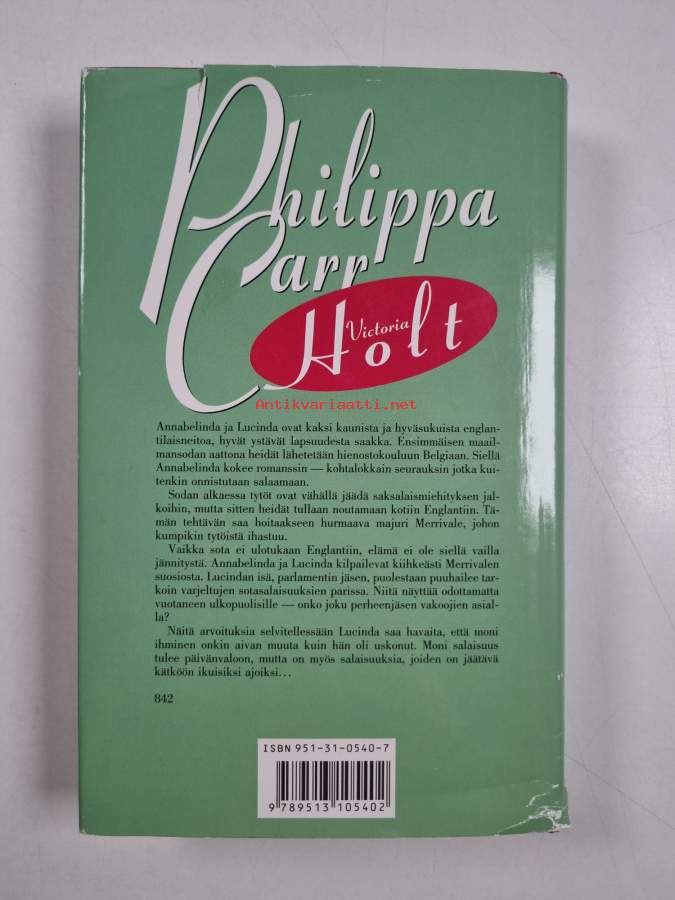 Philippa
Carr
Victoria
Holt
Antikvariaatti.net
Annabelinda ja Lucinda ovat kaksi kaunista ja hyväsukuista englan-
tilaisneitoa, hyvät ystävät lapsuudesta saakka. Ensimmäisen maail-
mansodan aattona heidät lähetetään hienostokouluun Belgiaan. Siellä
Annabelinda kokee romanssin — kohtalokkain seurauksin jotka kui-
tenkin onnistutaan salaamaan.
Sodan alkaessa tytöt ovat vähällä jäädä saksalaismiehityksen jal-
koihin, mutta sitten heidät tullaan noutamaan kotiin Englantiin. Tä-
män tehtävän saa hoitaakseen hurmaava majuri Merrivale, johon
kumpikin tytöistä ihastuu.
Vaikka sota ei ulotukaan Englantiin, elämä ei ole siellä vailla
jännitystä. Annabelinda ja Lucinda kilpailevat kiihkeästi Merrivalen
suosiosta. Lucindan isä, parlamentin jäsen, puolestaan puuhailee tar-
koin varjeltujen sotasalaisuuksien parissa. Niitä näyttää odottamatta
vuotaneen ulkopuolisille — onko joku perheenjäsen vakoojien asial-
la?
Näitä arvoituksia selvitellessään Lucinda saa havaita, että moni
ihminen onkin aivan muuta kuin hän oli uskonut. Moni salaisuus
tulee päivänvaloon, mutta on myös salaisuuksia, joiden on jäätävä
kätköön ikuisiksi ajoiksi...
842
ISBN 951-31-0540-7
9 789513 105402